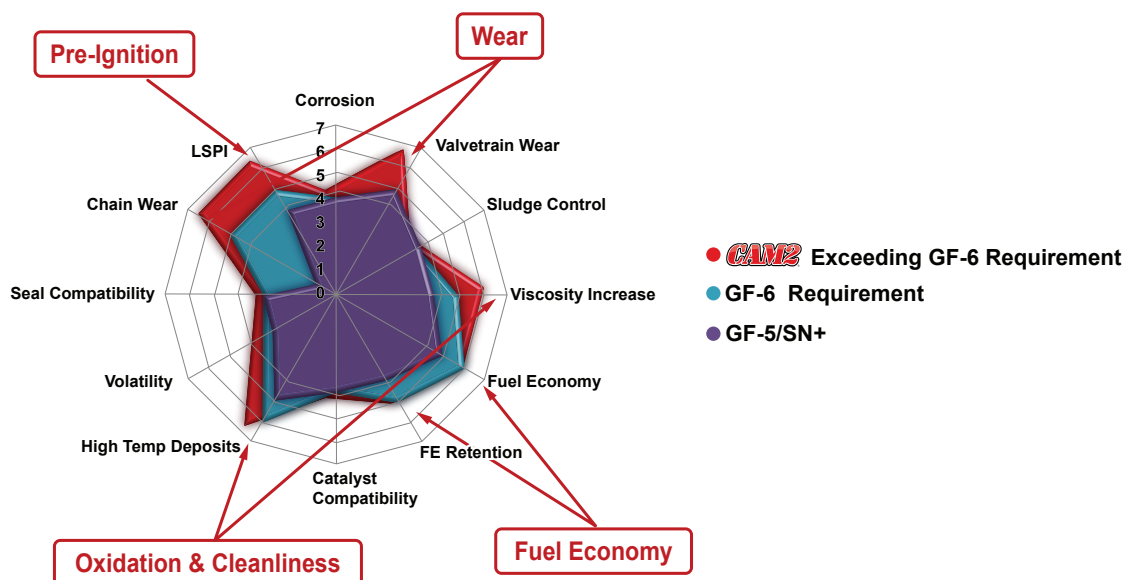 Pre-Ignition
Wear
Corrosion
LSPI
Valvetrain Wear
Chain Wear
Sludge Control
Seal Compatibility
Viscosity Increase
Volatility
Fuel Economy
High Temp Deposits
FE Retention
Catalyst
Compatibility
7
6
5
4
3
2
1
0
CAM2 Exceeding GF-6 Requirement
GF-6 Requirement
GF-5/SN+
Oxidation & Cleanliness
Fuel Economy